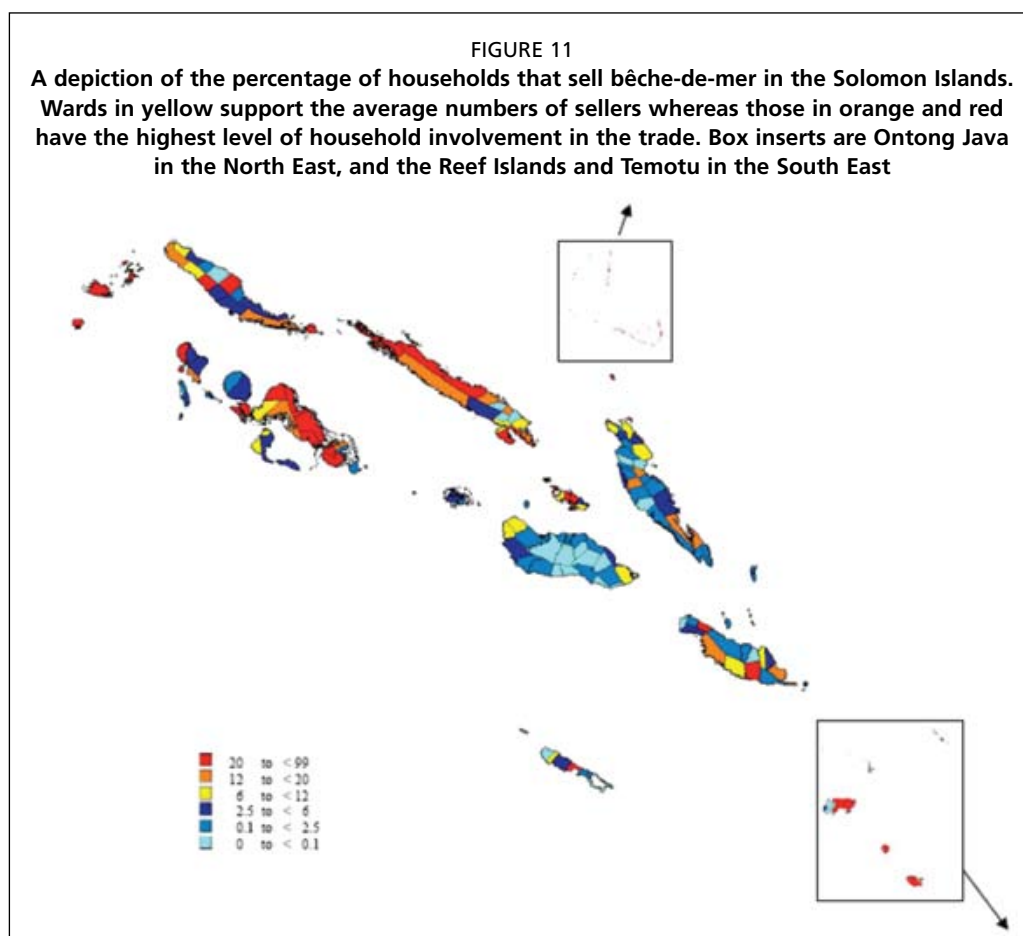 FIGURE 11
A depiction of the percentage of households that sell bêche-de-mer in the Solomon Islands.
Wards in yellow support the average numbers of sellers whereas those in orange and red
have the highest level of household involvement in the trade. Box inserts are Ontong Java
in the North East, and the Reef Islands and Temotu in the South East
20 to < 99
12 to < 20
6 to < 12
2.5 to < 6
0.1 to < 2.5
0 to < 0.1